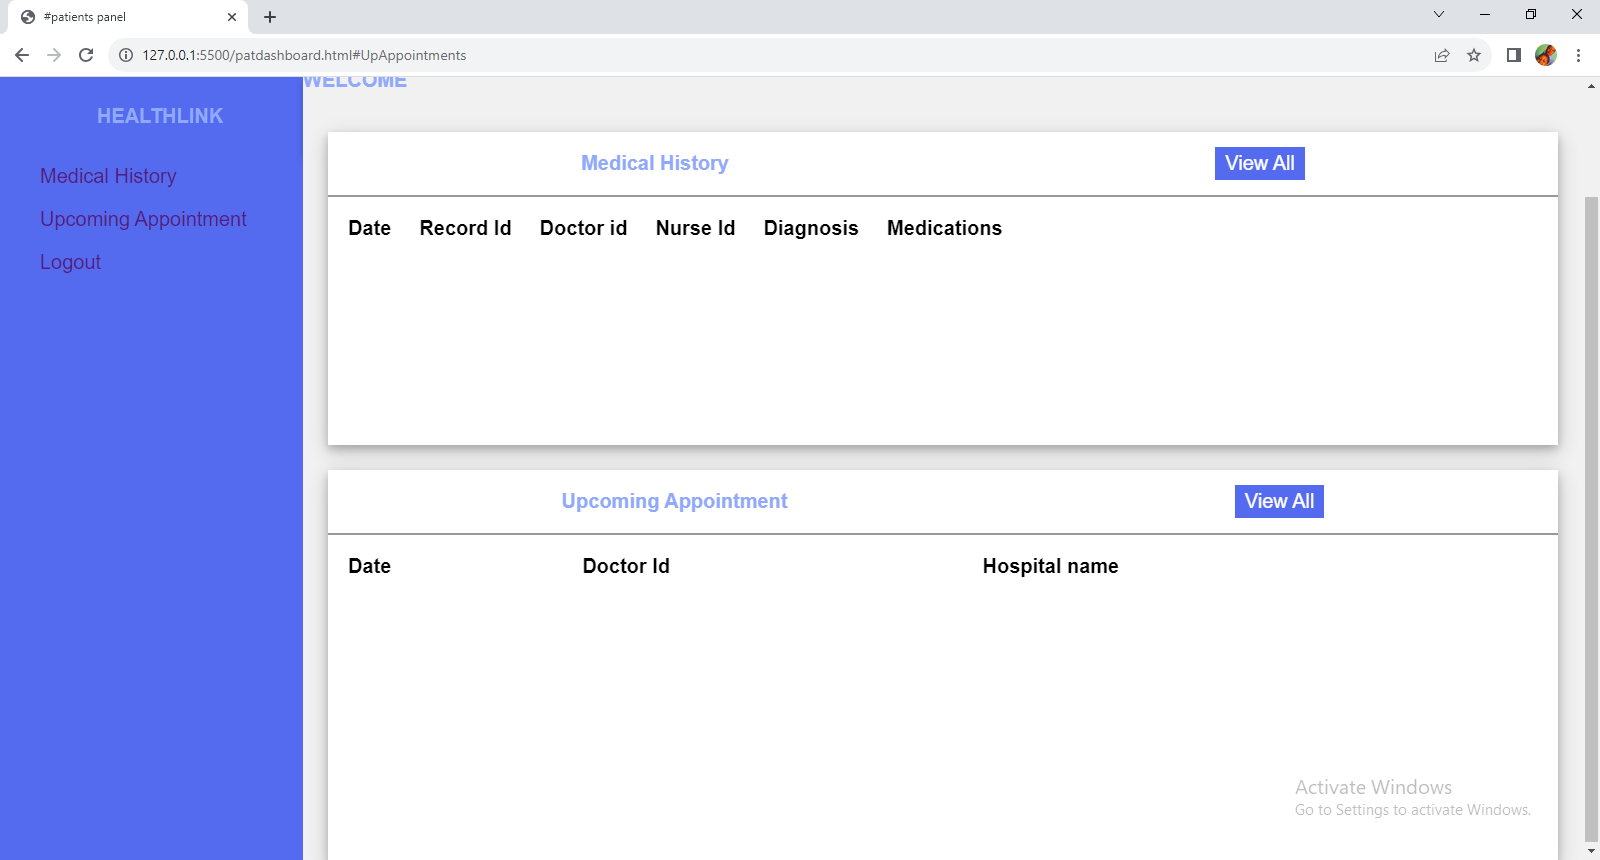 #patients panel
127.0.0.1:5500/patdashboard.html#UpAppointments
WELCOME
HEALTHLINK
Medical History
Upcoming Appointment
Logout
Medical History View All
Date Record Id Doctor id Nurse Id Diagnosis Medications
Upcoming Appointment View All
Date Doctor Id Hospital name
Activate Windows
Go to Settings to activate Windows.